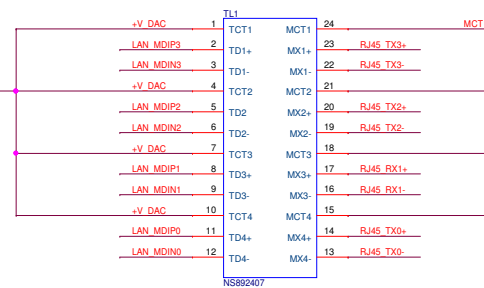 TL1
+V_DAC 1 TCT1 MCT1 24 MCT
LAN_MDIP3 2 TD1+ MX1+ 23 RJ45_TX3+
LAN_MDIN3 3 TD1- MX1- 22 RJ45_TX3-
+V_DAC 4 TCT2 MCT2 21
LAN_MDIP2 5 TD2 MX2+ 20 RJ45_TX2+
LAN_MDIN2 6 TD2- MX2- 19 RJ45_TX2-
+V_DAC 7 TCT3 MCT3 18
LAN_MDIP1 8 TD3+ MX3+ 17 RJ45_RX1+
LAN_MDIN1 9 TD3- MX3- 16 RJ45_RX1-
+V_DAC 10 TCT4 MCT4 15
LAN_MDIP0 11 TD4+ MX4+ 14 RJ45_TX0+
LAN_MDIN0 12 TD4- MX4- 13 RJ45_TX0-
NS892407